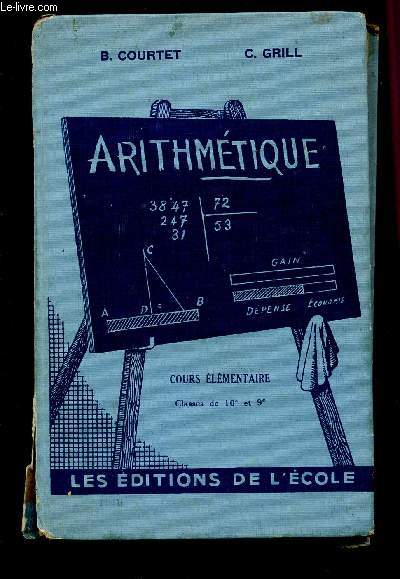 Le-livre.com
B. COURTET C. GRILL
ARITHMÉTIQUE
38'47 72
247 53
31
C
A D B
GAIN
DÉPENSE ÉCONOMIE
COURS ÉLÉMENTAIRE
Classes de 10e et 9e
LES ÉDITIONS DE L'ÉCOLE